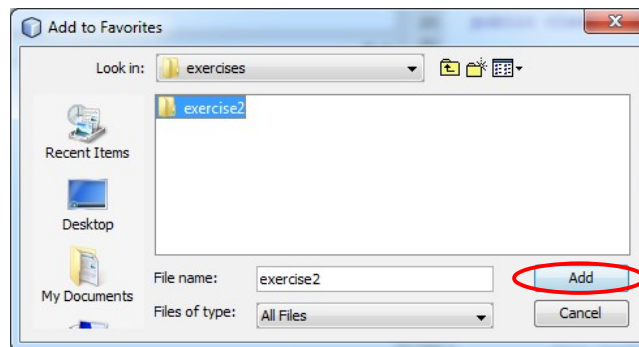 Add to Favorites
Look in: exercises
exercise2
Recent Items
Desktop
My Documents
File name: exercise2
Add
Files of type: All Files
Cancel